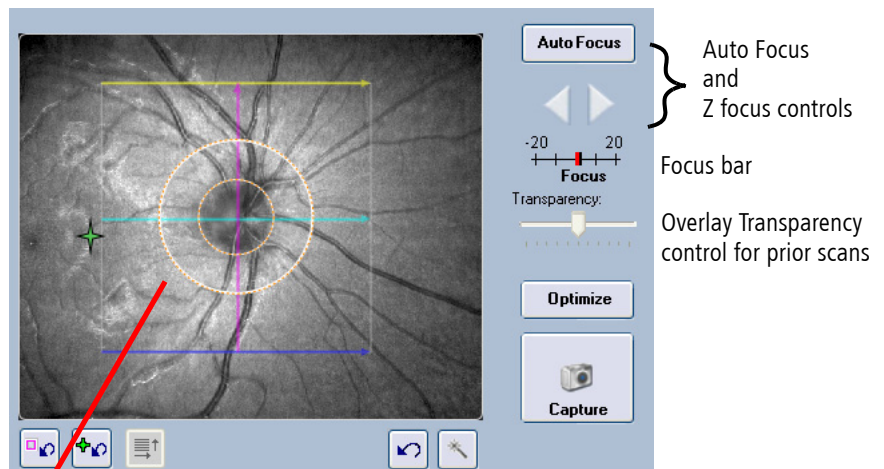 Auto Focus
Auto Focus
and
Z focus controls
-20 20
Focus
Focus bar
Transparency:
Overlay Transparency
control for prior scans
Optimize
Capture